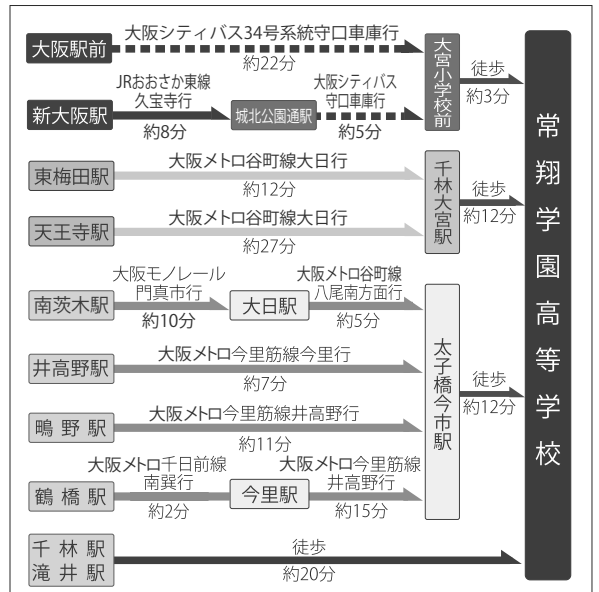 大阪駅前
大阪シティバス34号系統守口車庫行
約22分
新大阪駅
JRおおさか東線
久宝寺行
約8分
城北公園通駅
大阪シティバス
守口車庫行
約5分
大宮小学校前
徒歩
約3分
東梅田駅
大阪メトロ谷町線大日行
約12分
天王寺駅
大阪メトロ谷町線大日行
約27分
千林大宮駅
徒歩
約12分
南茨木駅
大阪モノレール
門真市行
約10分
大日駅
大阪メトロ谷町線
八尾南方面行
約5分
井高野駅
大阪メトロ今里筋線今里行
約7分
鴫野駅
大阪メトロ今里筋線井高野行
約11分
鶴橋駅
大阪メトロ千日前線
南巽行
約2分
今里駅
大阪メトロ今里筋線
井高野行
約15分
太子橋今市駅
徒歩
約12分
千林駅
滝井駅
徒歩
約20分
常翔学園高等学校